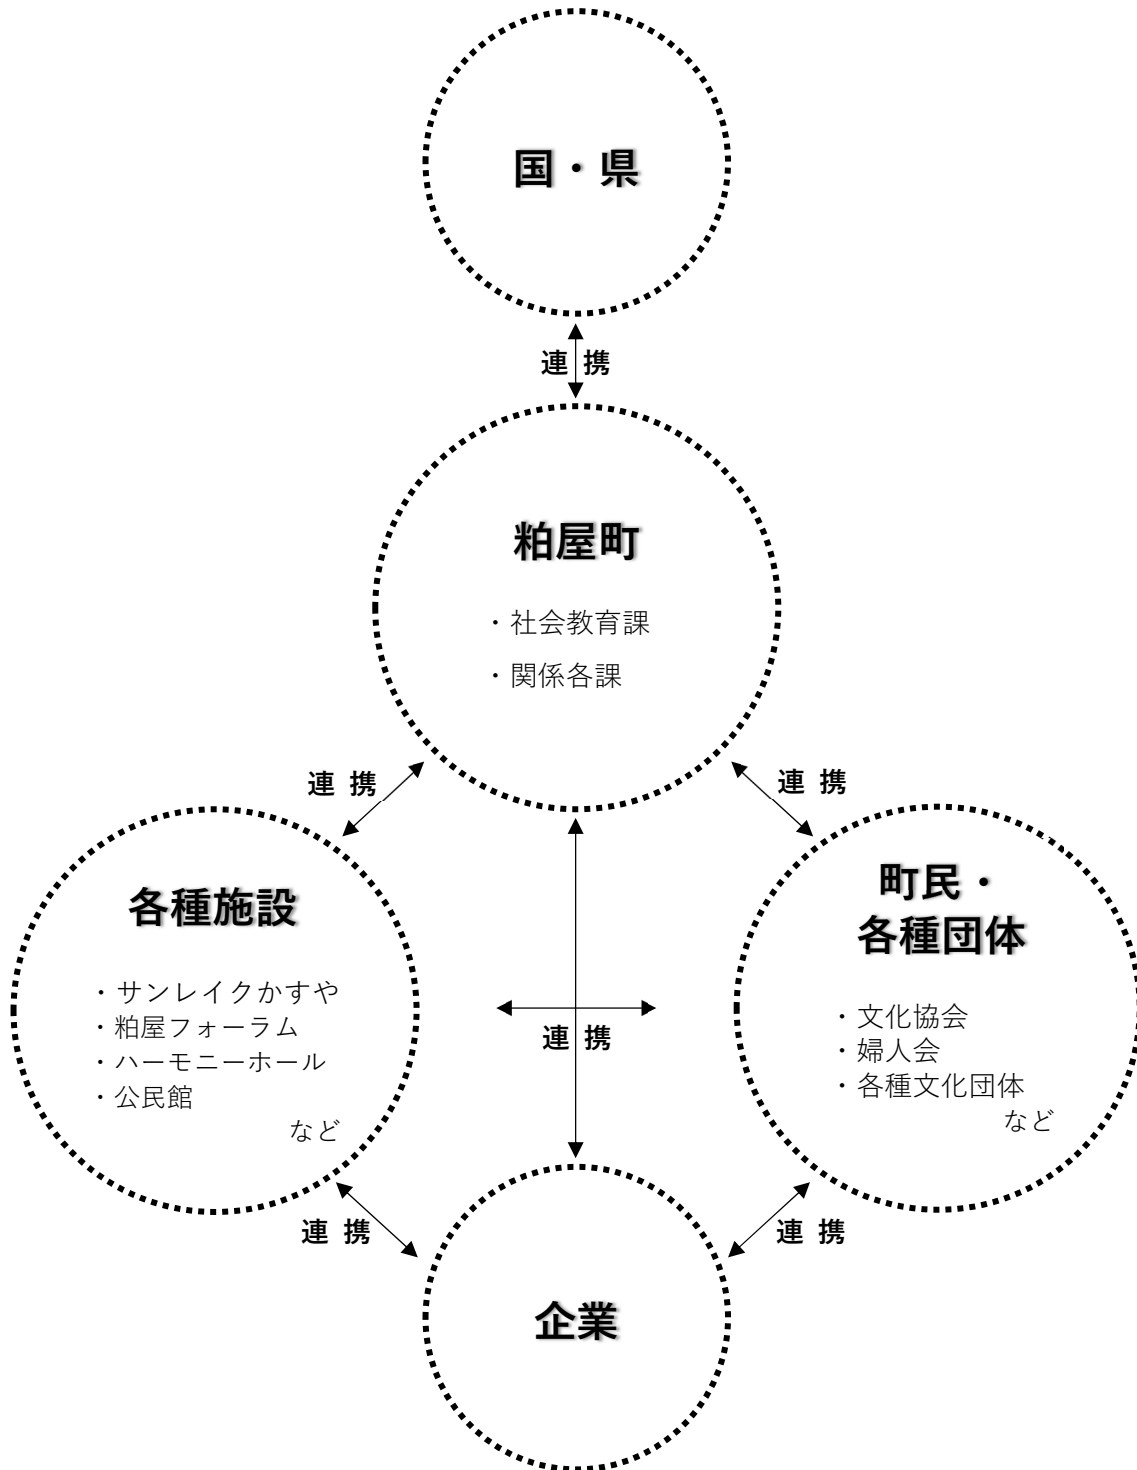 国・県
連 携
粕屋町
・社会教育課
・関係各課
連 携
連 携
各種施設
・サンレイクかすや
・粕屋フォーラム
・ハーモニーホール
・公民館
など
連 携
町民・
各種団体
・文化協会
・婦人会
・各種文化団体
など
連 携
連 携
企業